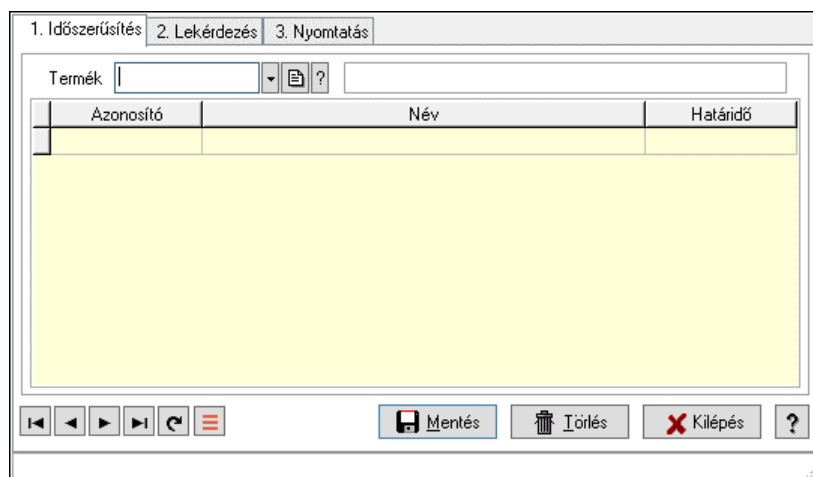 1. Időszerűsítés 2. Lekérdezés 3. Nyomtatás
Termék ?
Azonosító Név Határidő
Mentés Törlés Kilépés ?